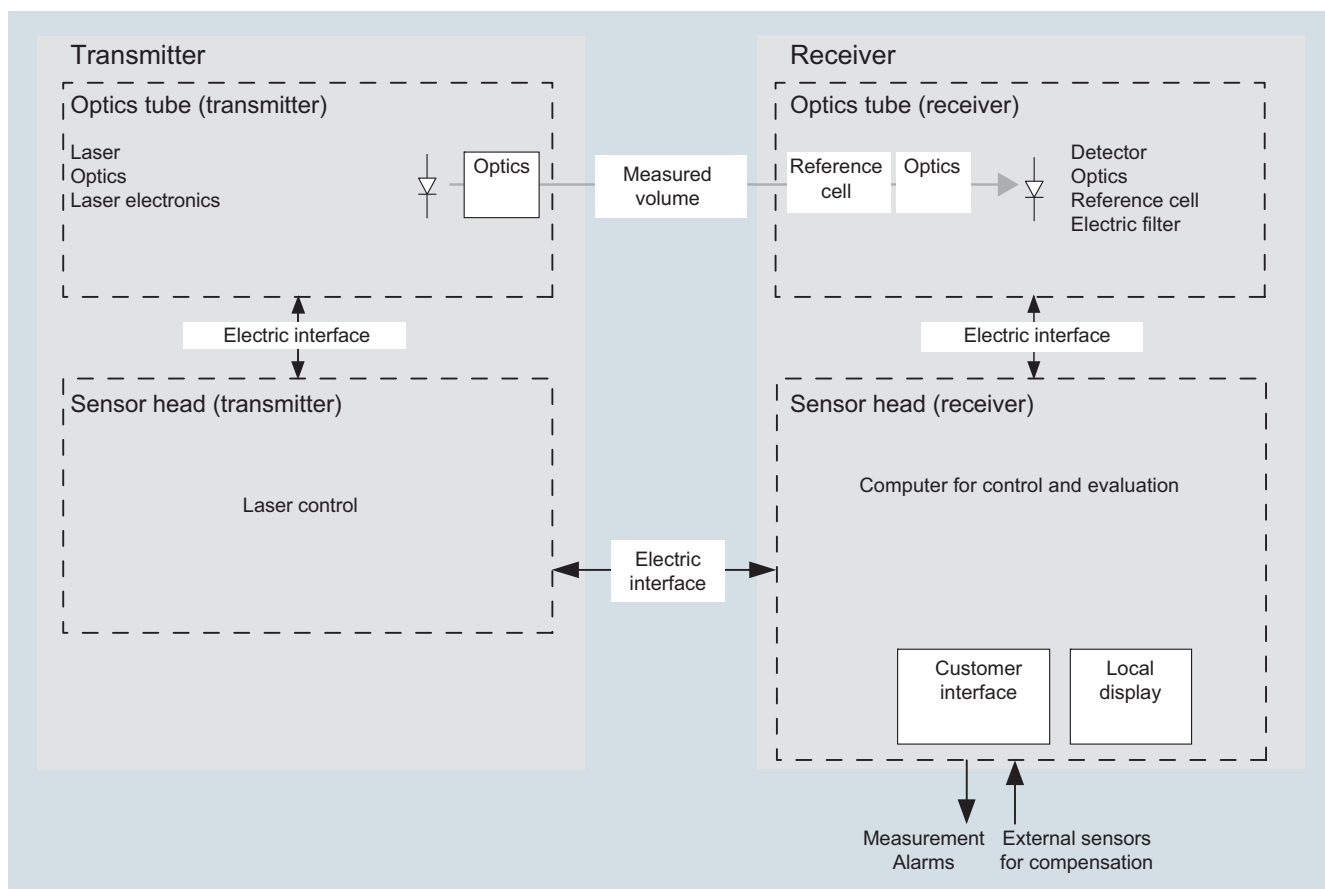 Transmitter
Optics tube (transmitter)
Laser
Optics
Laser electronics
Optics
Measured
volume
Receiver
Optics tube (receiver)
Reference
cell
Optics
Detector
Optics
Reference cell
Electric filter
Electric interface
Electric interface
Sensor head (transmitter)
Laser control
Electric
interface
Sensor head (receiver)
Computer for control and evaluation
Customer
interface
Local
display
Measurement
Alarms
External sensors
for compensation